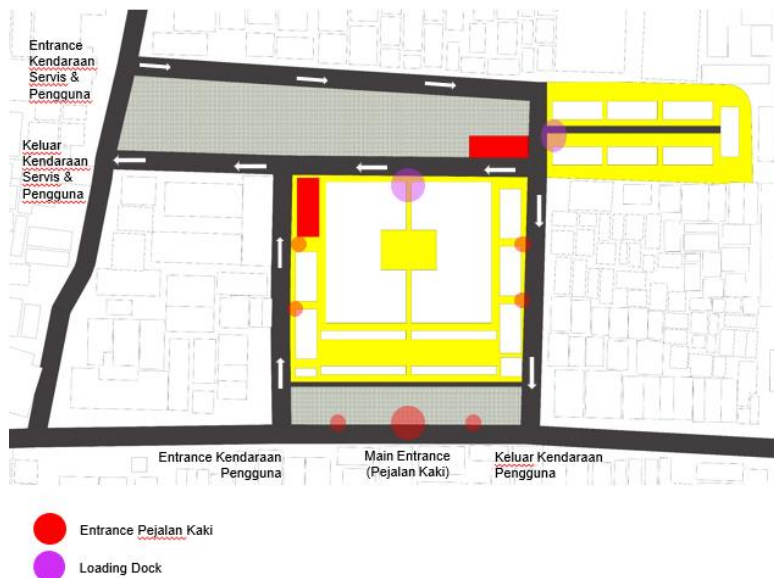 Entrance
Kendaraan
Servis &
Pengguna
Keluar
Kendaraan
Servis &
Pengguna
Entrance Kendaraan
Pengguna
Main Entrance
(Pejalan Kaki)
Keluar Kendaraan
Pengguna
Entrance Pejalan Kaki
Loading Dock